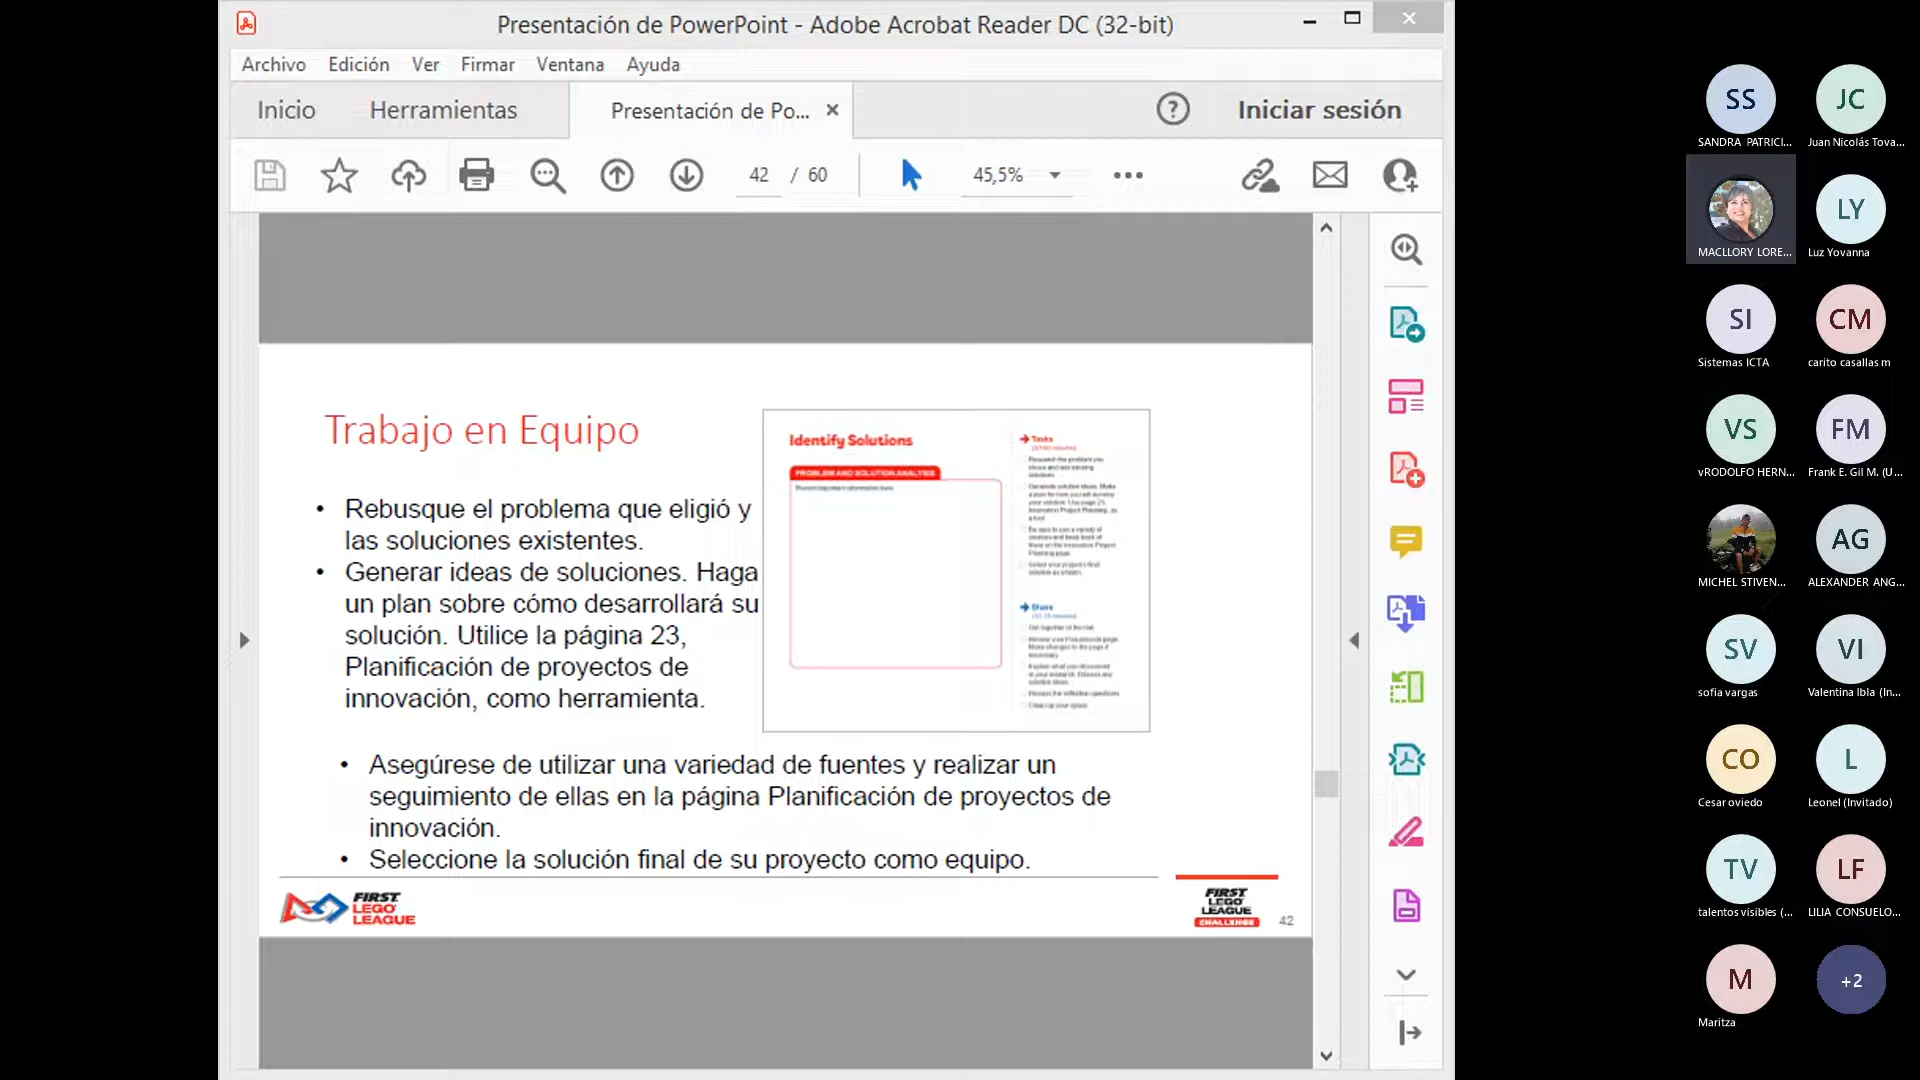 Presentación de PowerPoint - Adobe Acrobat Reader DC (32-bit)
Archivo Edición Ver Firmar Ventana Ayuda
Inicio Herramientas Presentación de Po... Iniciar sesión
42 / 60 45,5%
Trabajo en Equipo
• Rebusque el problema que eligió y
las soluciones existentes.
• Generar ideas de soluciones. Haga
un plan sobre cómo desarrollará su
solución. Utilice la página 23,
Planificación de proyectos de
innovación, como herramienta.
• Asegúrese de utilizar una variedad de fuentes y realizar un
seguimiento de ellas en la página Planificación de proyectos de
innovación.
• Seleccione la solución final de su proyecto como equipo.
Identify Solutions
PROBLEM AND SOLUTION ANALYSIS
Tasks
Share
FIRST
LEGO
LEAGUE
FIRST
LEGO
LEAGUE
CHALLENGE
42
SS
SANDRA PATRICI...
JC
Juan Nicolás Tova...
MACLLORY LORE...
LY
Luz Yovanna
SI
Sistemas ICTA
CM
carito casallas m
VS
vRODOLFO HERN...
FM
Frank E. Gil M. (U...
MICHEL STIVEN...
AG
ALEXANDER ANG...
SV
sofia vargas
VI
Valentina Ibla (In...
CO
Cesar oviedo
L
Leonel (Invitado)
TV
talentos visibles (...
LF
LILIA CONSUELO...
M
Maritza
+2